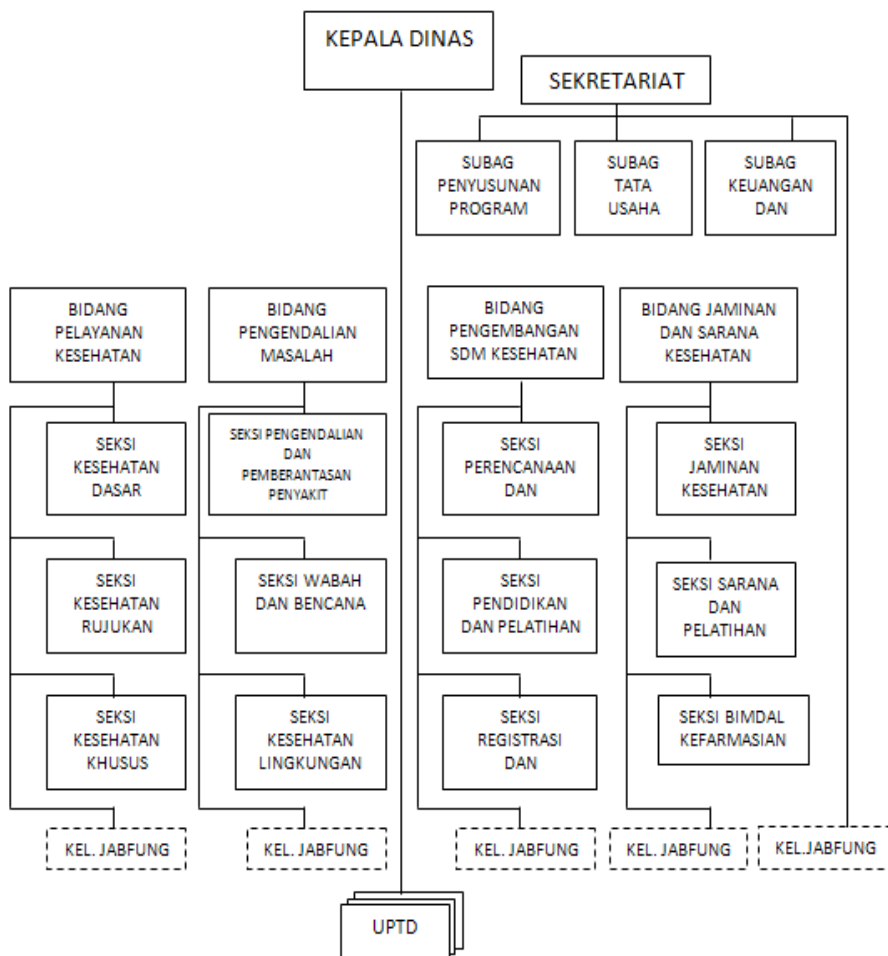 KEPALA DINAS
SEKRETARIAT
SUBAG
PENYUSUNAN
PROGRAM
SUBAG
TATA
USAHA
SUBAG
KEUANGAN
DAN
BIDANG
PELAYANAN
KESEHATAN
BIDANG
PENGENDALIAN
MASALAH
BIDANG
PENGEMBANGAN
SDM KESEHATAN
BIDANG JAMINAN
DAN SARANA
KESEHATAN
SEKSI
KESEHATAN
DASAR
SEKSI PENGENDALIAN
DAN
PEMBERANTASAN
PENYAKIT
SEKSI
PERENCANAAN
DAN
SEKSI
JAMINAN
KESEHATAN
SEKSI
KESEHATAN
RUJUKAN
SEKSI WABAH
DAN BENCANA
SEKSI
PENDIDIKAN
DAN PELATIHAN
SEKSI SARANA
DAN
PELATIHAN
SEKSI
KESEHATAN
KHUSUS
SEKSI
KESEHATAN
LINGKUNGAN
SEKSI
REGISTRASI
DAN
SEKSI BIMDAL
KEFARMASIAN
KEL. JABFUNG
KEL. JABFUNG
KEL. JABFUNG
KEL. JABFUNG
KEL.JABFUNG
UPTD